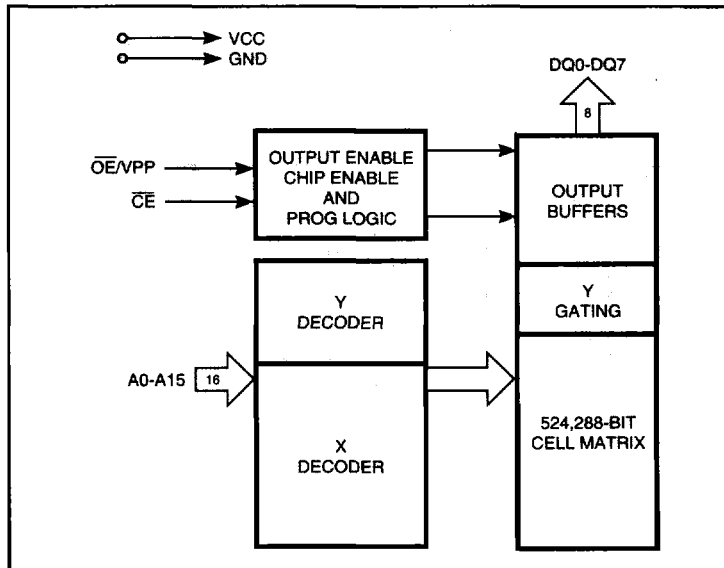 VCC
GND
DQ0-DQ7
8
OE/VPP
CE
OUTPUT ENABLE
CHIP ENABLE
AND
PROG LOGIC
OUTPUT
BUFFERS
Y
DECODER
Y
GATING
A0-A15
16
X
DECODER
524,288-BIT
CELL MATRIX